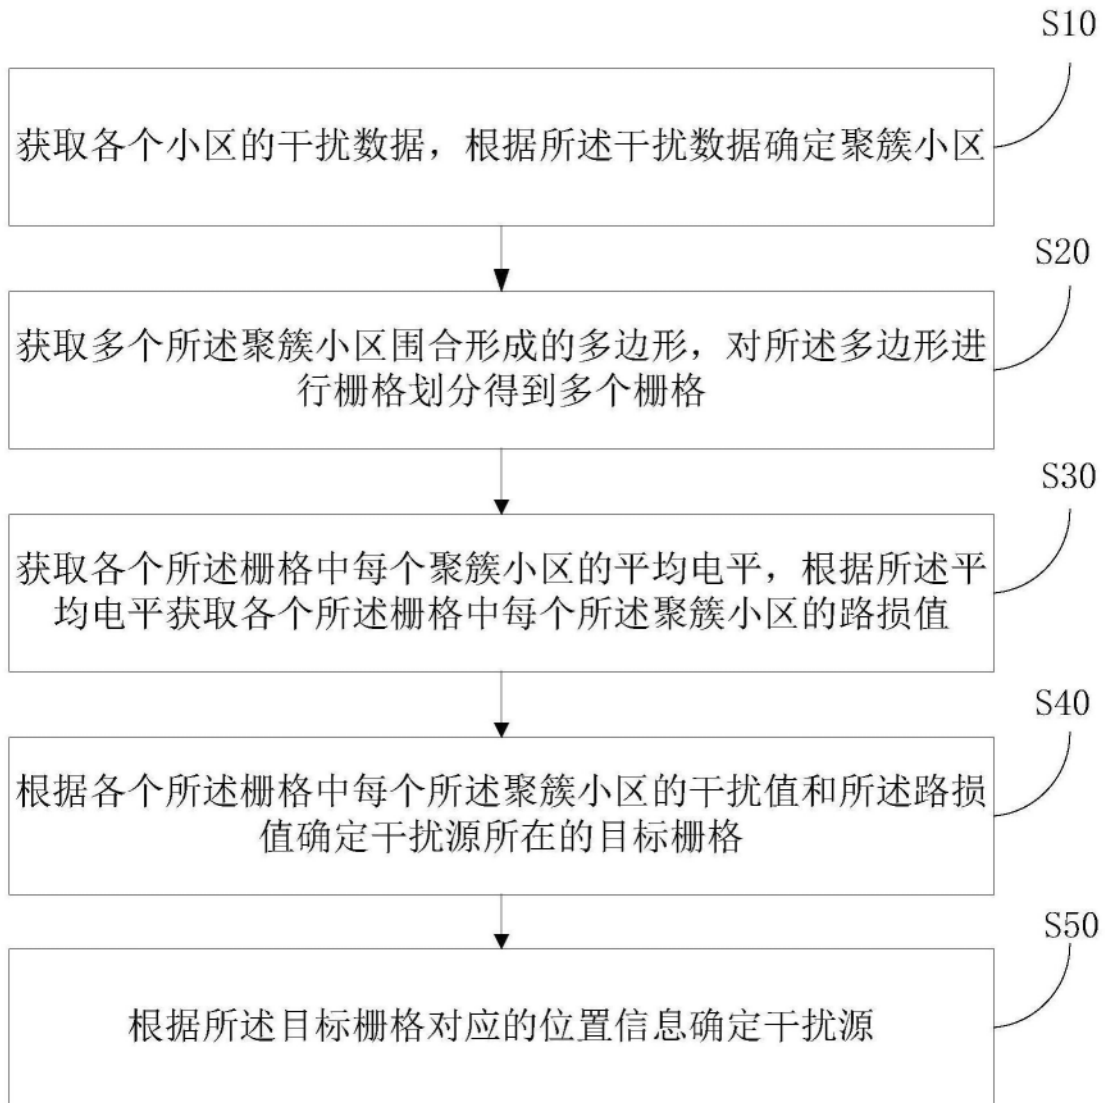 S10
获取各个小区的干扰数据，根据所述干扰数据确定聚簇小区
S20
获取多个所述聚簇小区围合形成的多边形，对所述多边形进
行栅格划分得到多个栅格
S30
获取各个所述栅格中每个聚簇小区的平均电平，根据所述平
均电平获取各个所述栅格中每个所述聚簇小区的路损值
S40
根据各个所述栅格中每个所述聚簇小区的干扰值和所述路损
值确定干扰源所在的目标栅格
S50
根据所述目标栅格对应的位置信息确定干扰源